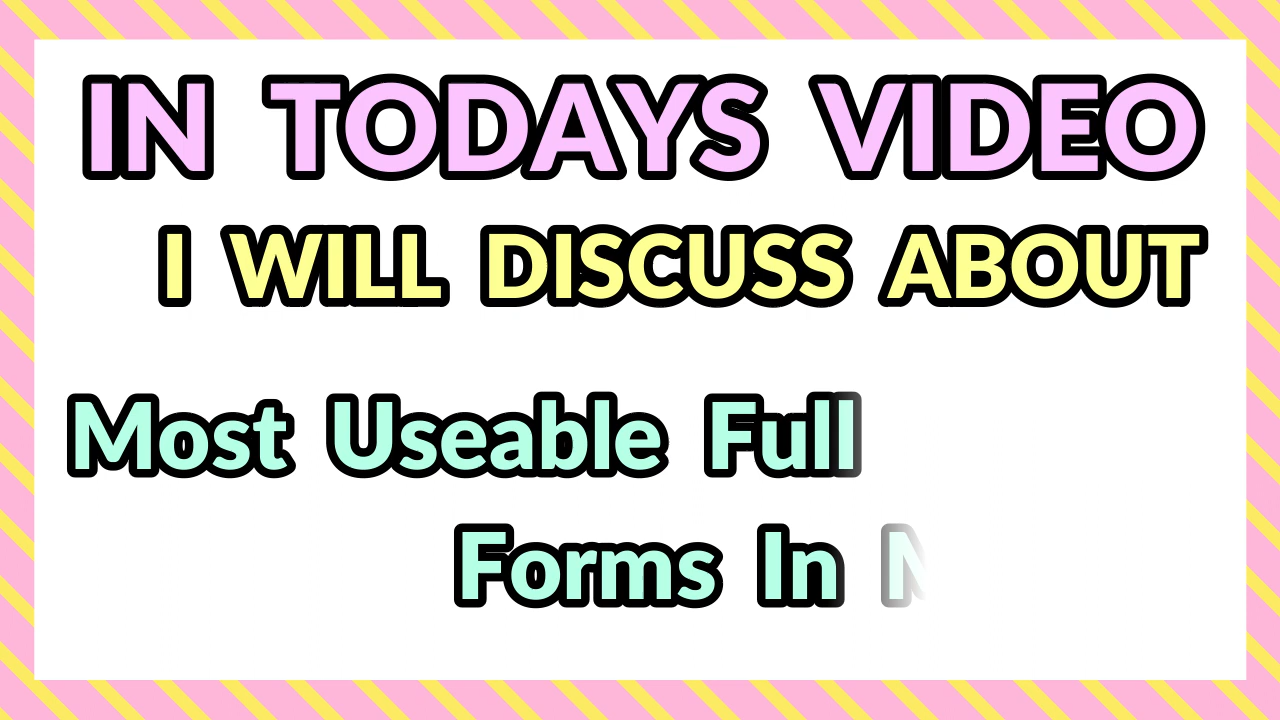 IN TODAYS VIDEO
I WILL DISCUSS ABOUT
Most Useable Full
Forms In